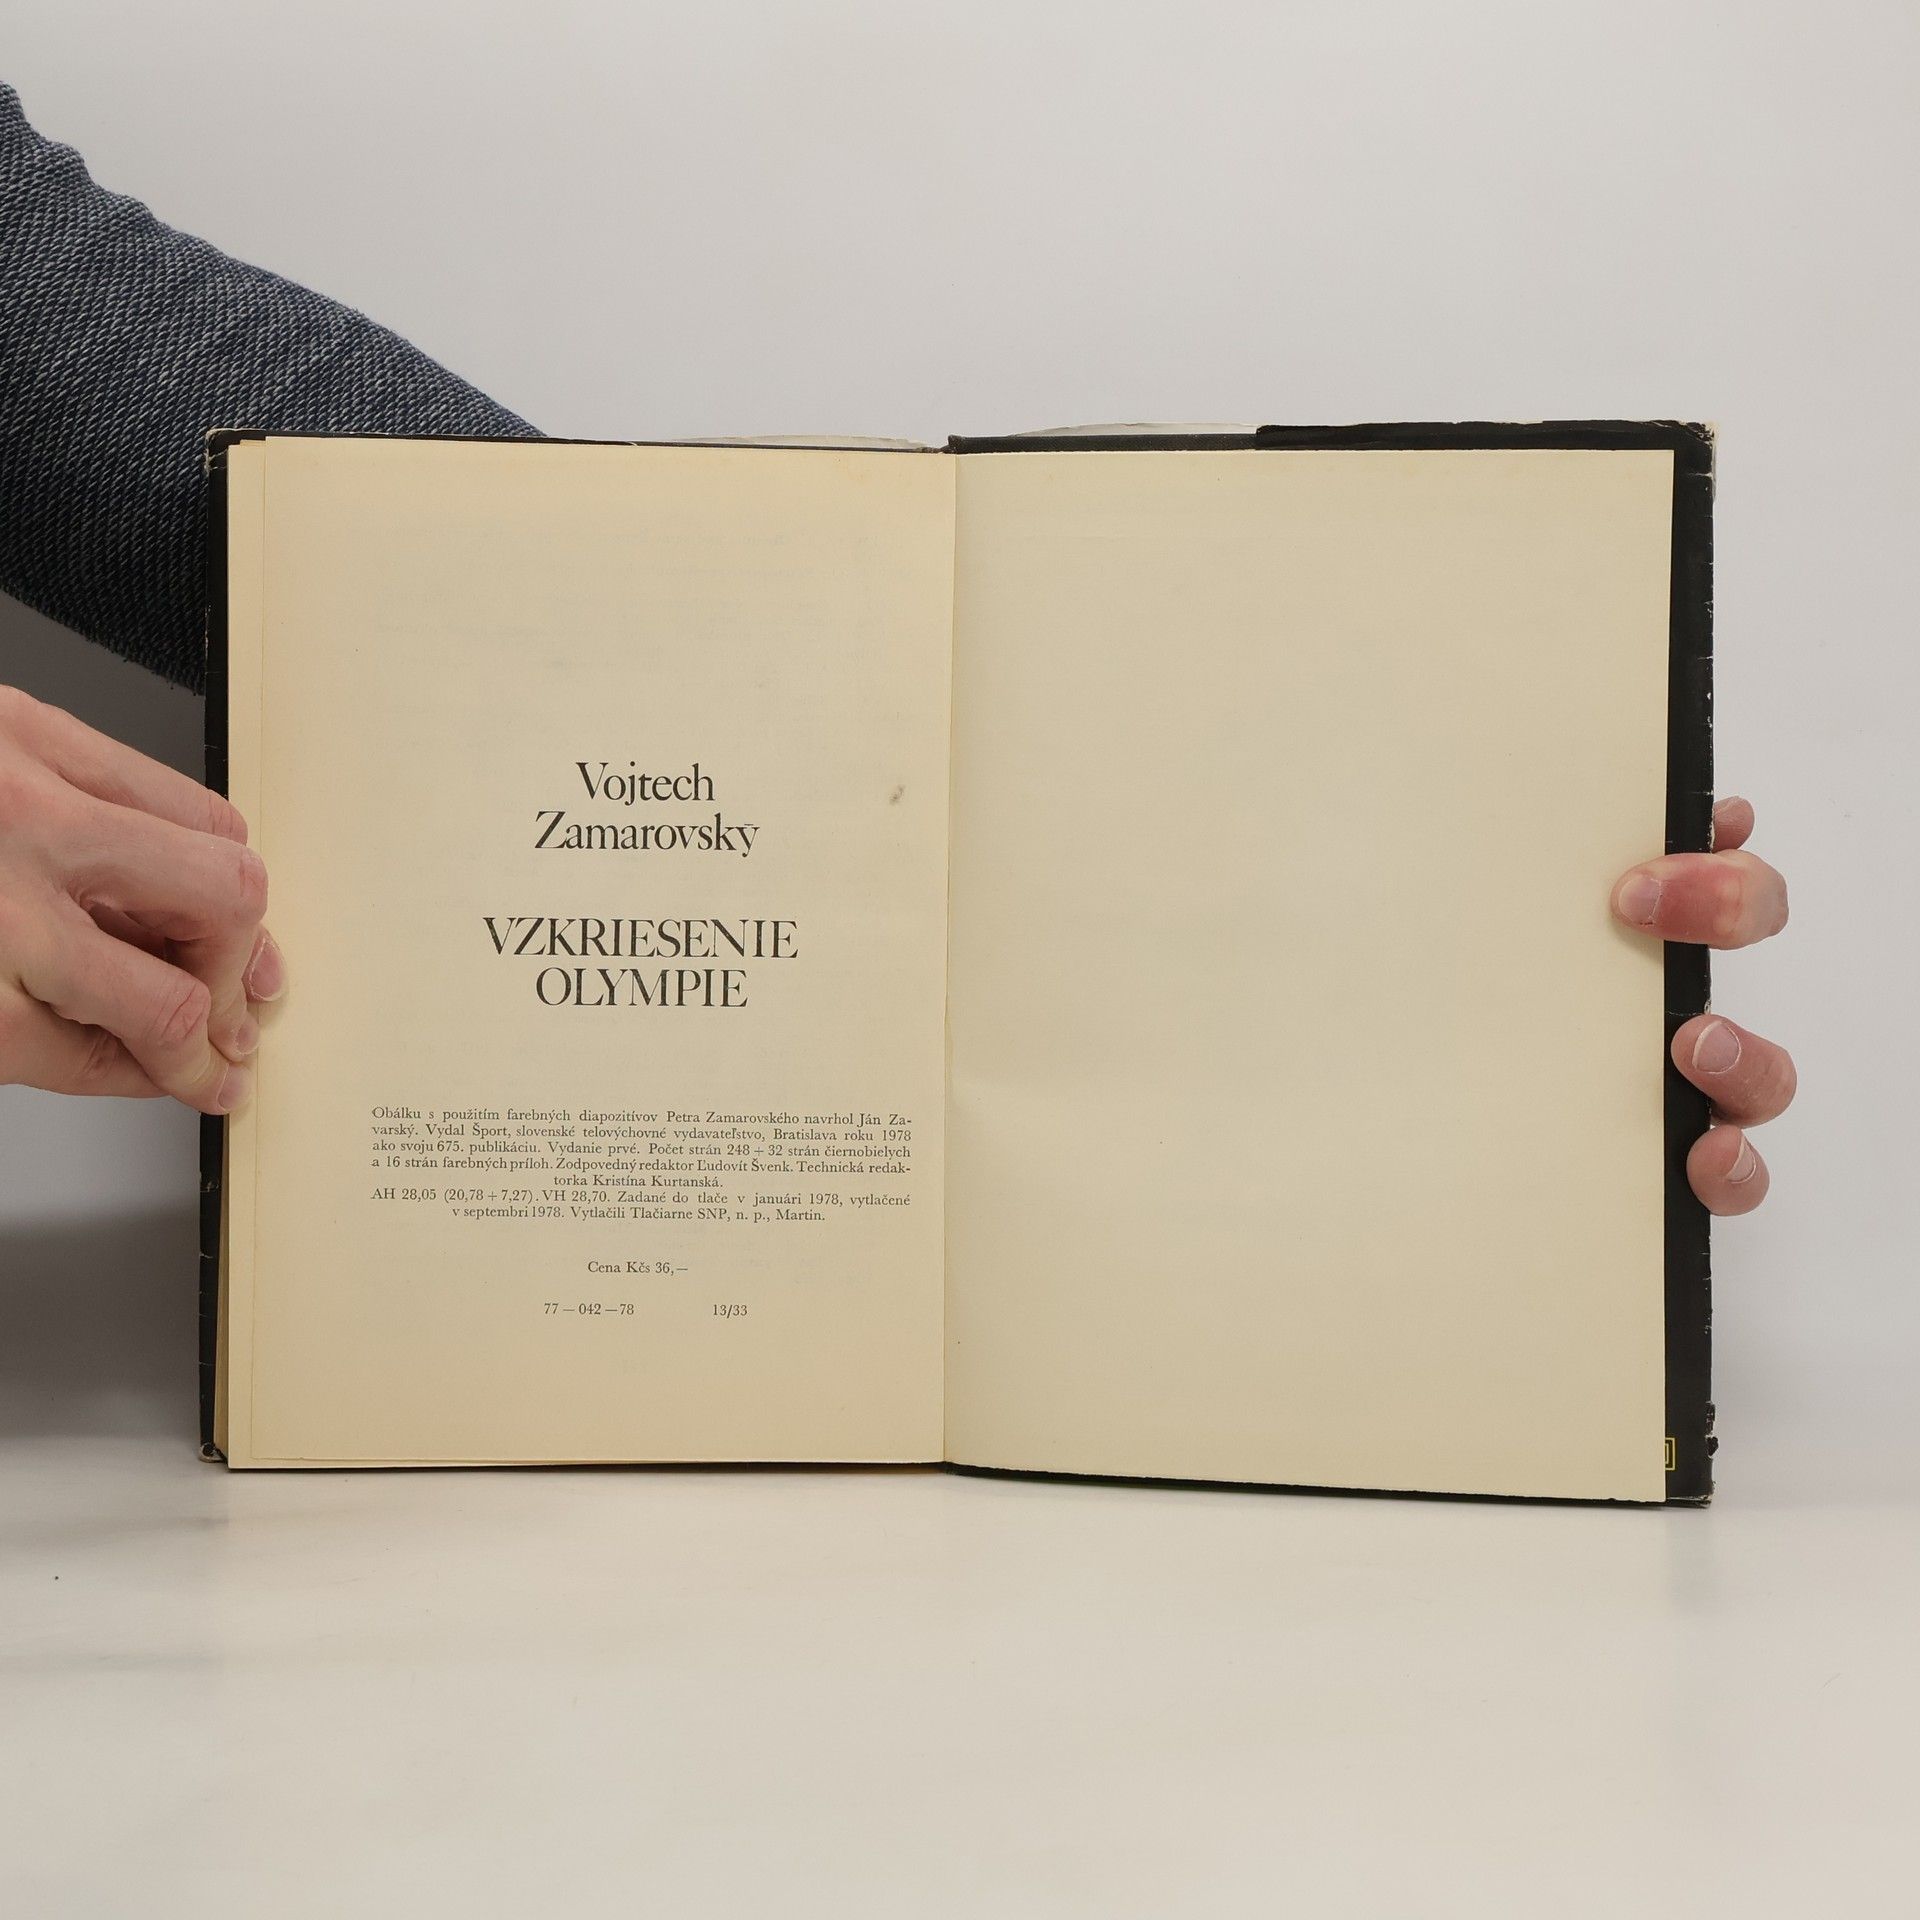 Vojtech
Zamarovský
VZKRIESENIE
OLYMPIE
Obálku s použitím farebných diapozitívov Petra Zamarovského navrhol Ján Za-
varský. Vydal Šport, slovenské telovýchovné vydavateľstvo, Bratislava roku 1978
ako svoju 675. publikáciu. Vydanie prvé. Počet strán 248 + 32 strán čiernobielych
a 16 strán farebných príloh. Zodpovedný redaktor Ľudovít Švenk. Technická redak-
torka Kristína Kurtanská.
AH 28,05 (20,78 + 7,27). VH 28,70. Zadané do tlače v januári 1978, vytlačené
v septembri 1978. Vytlačili Tlačiarne SNP, n. p., Martin.
Cena Kčs 36,—
77 — 042 — 78 13/33